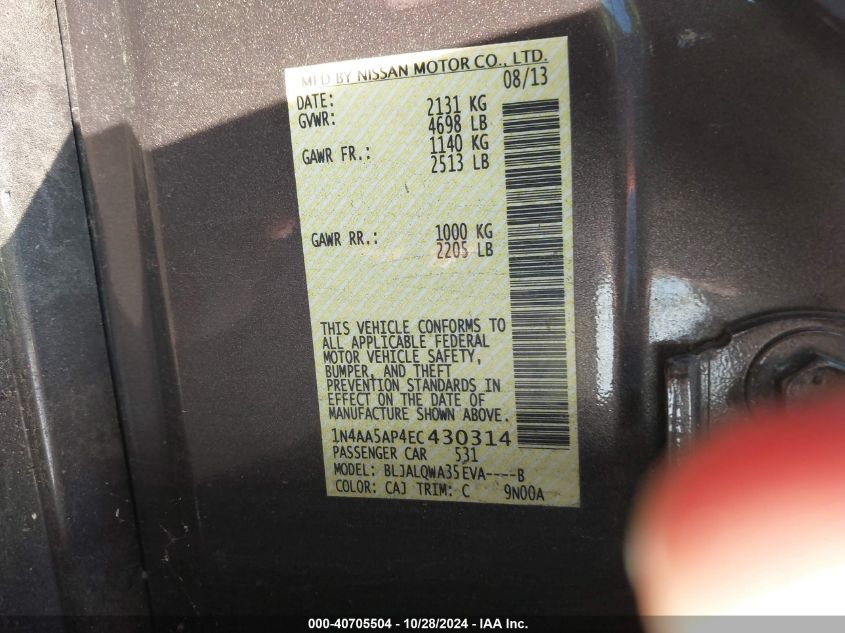 MFD BY NISSAN MOTOR CO., LTD.
DATE: 08/13
GVWR: 2131 KG
4698 LB
GAWR FR.: 1140 KG
2513 LB
GAWR RR.: 1000 KG
2205 LB
THIS VEHICLE CONFORMS TO
ALL APPLICABLE FEDERAL
MOTOR VEHICLE SAFETY,
BUMPER, AND THEFT
PREVENTION STANDARDS IN
EFFECT ON THE DATE OF
MANUFACTURE SHOWN ABOVE.
1N4AA5AP4EC430314
PASSENGER CAR 531
MODEL: BLJALQWA35EVA----B
COLOR: CAJ TRIM: C 9N00A
000-40705504 - 10/28/2024 - IAA Inc.